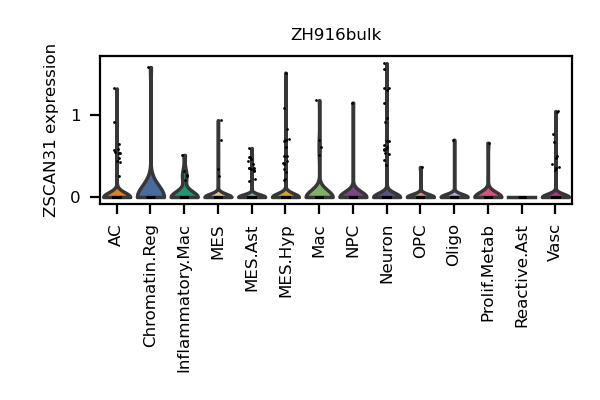 ZH916bulk
ZSCAN31 expression
1
0
AC
Chromatin.Reg
Inflammatory.Mac
MES
MES.Ast
MES.Hyp
Mac
NPC
Neuron
OPC
Oligo
Prolif.Metab
Reactive.Ast
Vasc